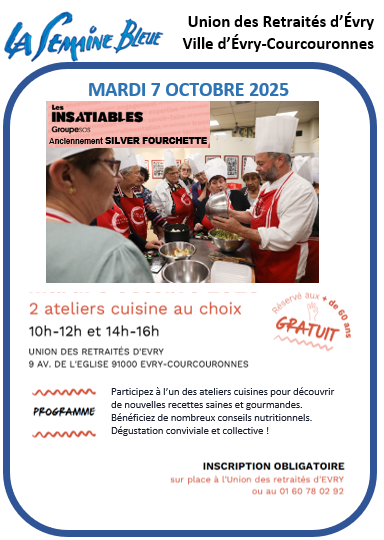 LA SEMAINE BLEUE
Union des Retraités d'Évry
Ville d'Évry-Courcouronnes
MARDI 7 OCTOBRE 2025
Les
INSATIABLES
Groupe SOS
Anciennement SILVER FOURCHETTE
2 ateliers cuisine au choix
10h-12h et 14h-16h
Réservé aux + de 60 ans
GRATUIT
UNION DES RETRAITÉS D'EVRY
9 AV. DE L'EGLISE 91000 EVRY-COURCOURONNES
PROGRAMME
Participez à l'un des ateliers cuisines pour découvrir
de nouvelles recettes saines et gourmandes.
Bénéficiez de nombreux conseils nutritionnels.
Dégustation conviviale et collective !
INSCRIPTION OBLIGATOIRE
sur place à l'Union des retraités d'EVRY
ou au 01 60 78 02 92